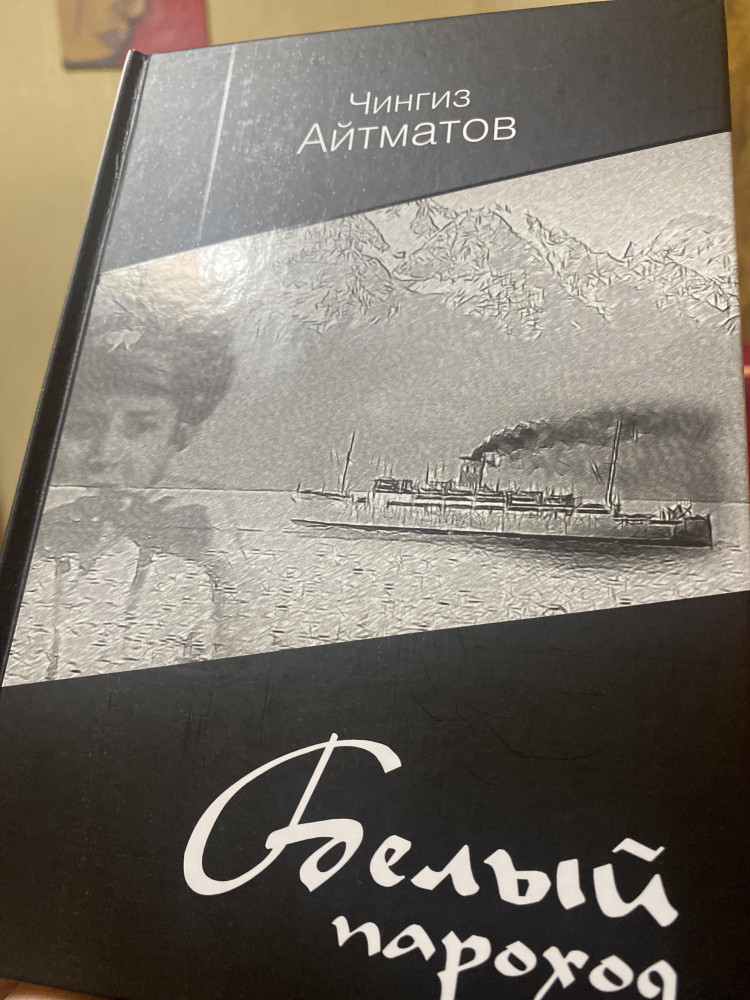 Чингиз
Айтматов
Белый
пароход